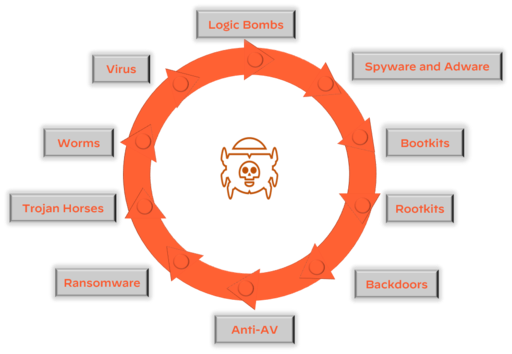 Logic Bombs
Virus
Spyware and Adware
Worms
Bootkits
Trojan Horses
Rootkits
Ransomware
Backdoors
Anti-AV